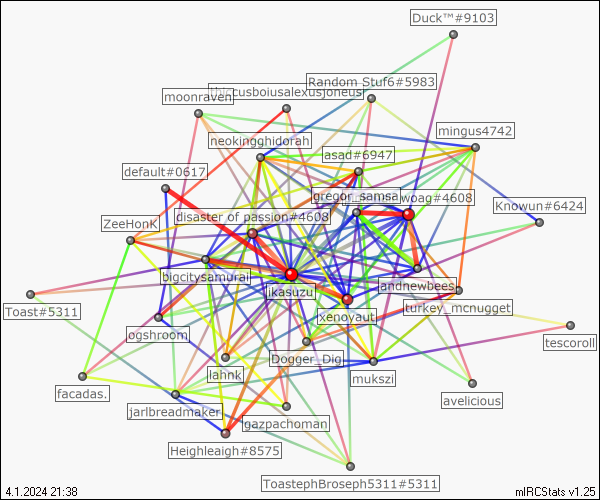 Duck™#9103
Random Stuf6#5983
thiccusboiusalexusjoneusi
moonraven
mingus4742
neokingghidorah
asad#6947
default#0617
gregor_samsa
woag#4608
Knowun#6424
disaster of passion#4608
ZeeHonK
bigcitysamurai
andnewbees
ikasuzu
Toast#5311
xenoyaut
turkey_mcnugget
ogshroom
tescoroll
Dogger_Dig
lahnk
mukszi
facadas.
avelicious
jarlbreadmaker
gazpachoman
Heighleaigh#8575
ToastephBroseph5311#5311
4.1.2024 21:38
mIRCStats v1.25